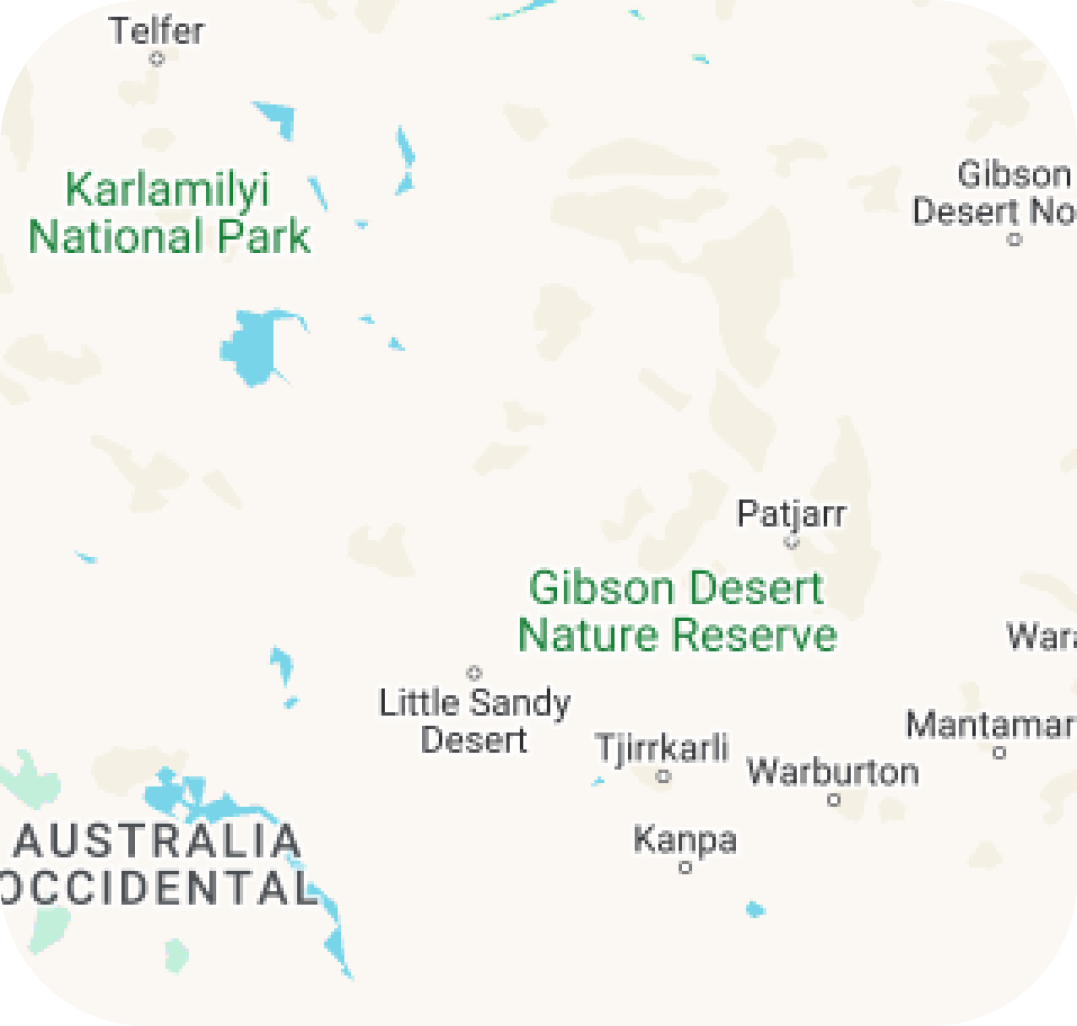 Telfer
Karlamilyi
National Park
Gibson
Desert No
Patjarr
Gibson Desert
Nature Reserve
Wara
Little Sandy
Desert
Tjirrkarli
Mantamar
Warburton
Kanpa
AUSTRALIA
OCCIDENTAL